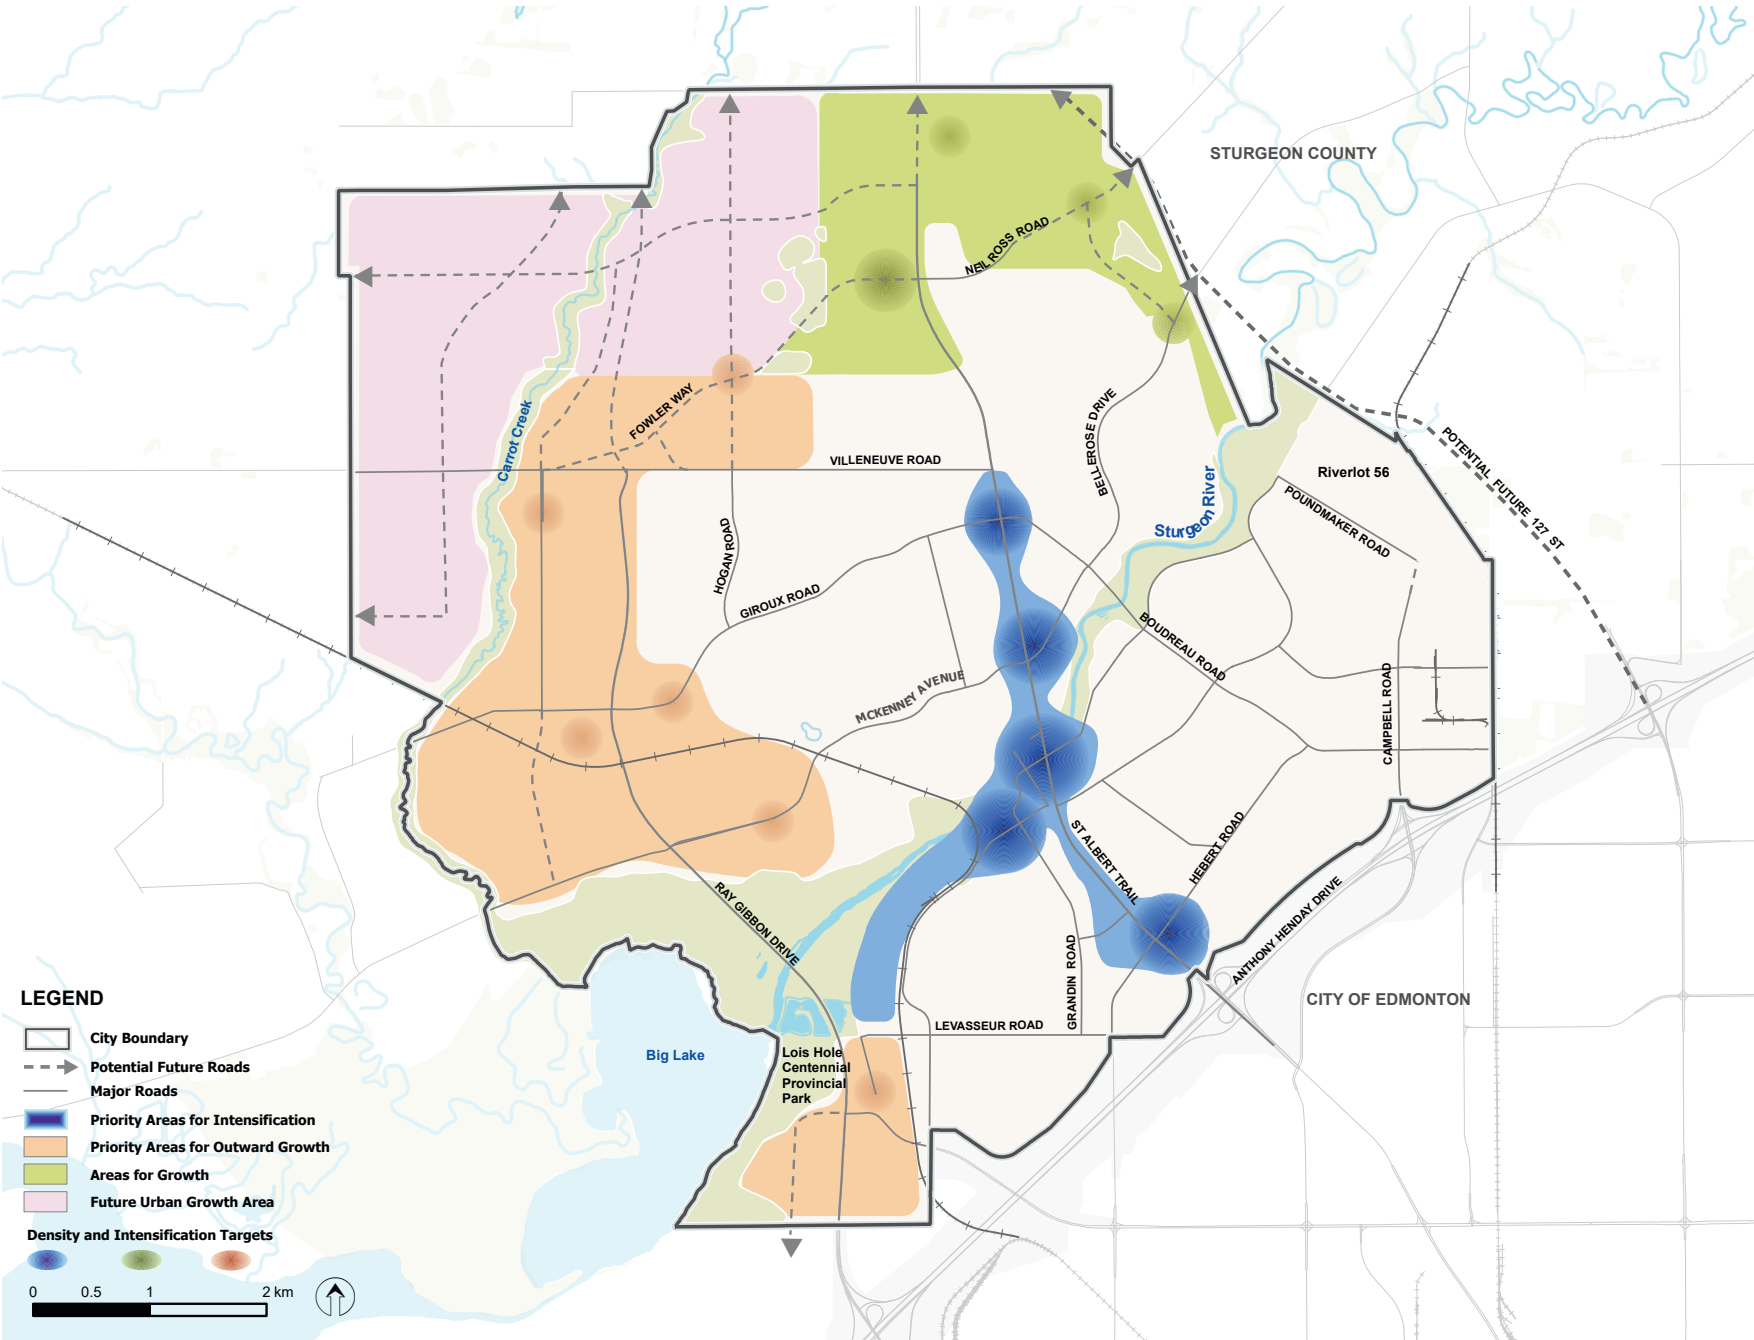 STURGEON COUNTY
NEIL ROSS ROAD
FOWLER WAY
Carrot Creek
BELLEROSE DRIVE
VILLENEUVE ROAD
Sturgeon River
Riverlot 56
POTENTIAL FUTURE 127 ST
POUNDMAKER ROAD
HOGAN ROAD
GIROUX ROAD
BOUDREAU ROAD
MCKENNEY AVENUE
CAMPBELL ROAD
ST ALBERT TRAIL
HEBERT ROAD
RAY GIBBON DRIVE
ANTHONY HENDAY DRIVE
GRANDIN ROAD
CITY OF EDMONTON
LEVASSEUR ROAD
Big Lake
Lois Hole
Centennial
Provincial
Park
LEGEND
City Boundary
Potential Future Roads
Major Roads
Priority Areas for Intensification
Priority Areas for Outward Growth
Areas for Growth
Future Urban Growth Area
Density and Intensification Targets
0 0.5 1 2 km